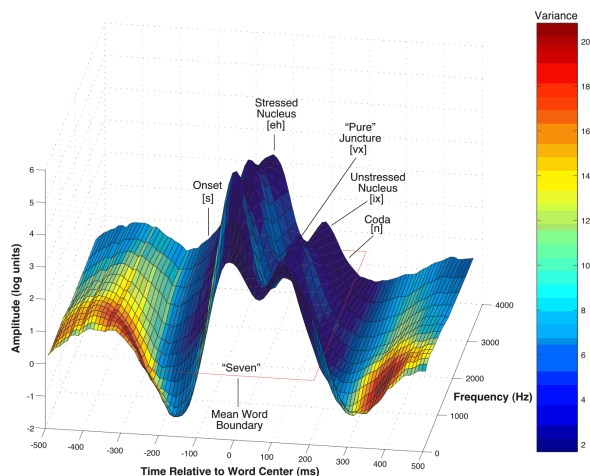 Variance
20
18
16
14
12
10
8
6
4
2
Stressed
Nucleus
[eh]
"Pure"
Juncture
[vx]
Unstressed
Nucleus
[ix]
Onset
[s]
Coda
[n]
6
5
4
3
2
1
0
-1
-2
Amplitude (log units)
"Seven"
Mean Word
Boundary
4000
3000
2000
1000
0
Frequency (Hz)
-500
-400
-300
-200
-100
0
100
200
300
400
500
Time Relative to Word Center (ms)